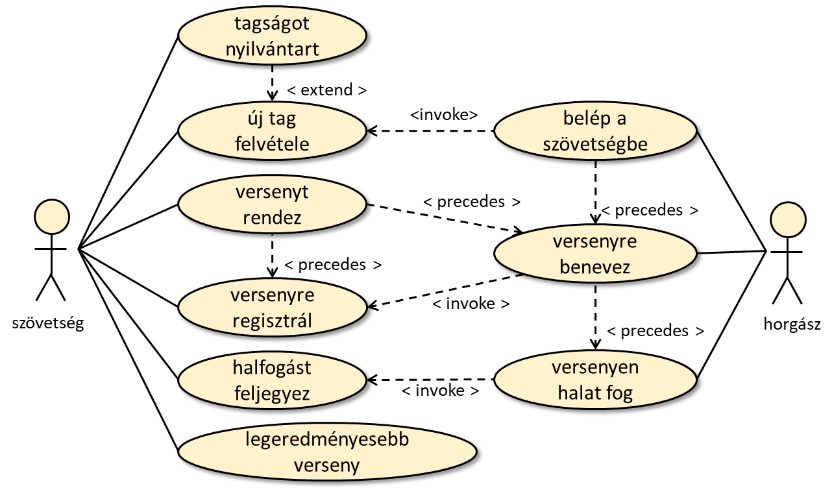 tagságot
nyilvántart
< extend >
új tag
felvétele
<invoke>
belép a
szövetségbe
versenyt
rendez
< precedes >
< precedes >
versenyre
benevez
< precedes >
versenyre
regisztrál
< invoke >
szövetség
horgász
< precedes >
halfogást
feljegyez
< invoke >
versenyen
halat fog
legeredményesebb
verseny